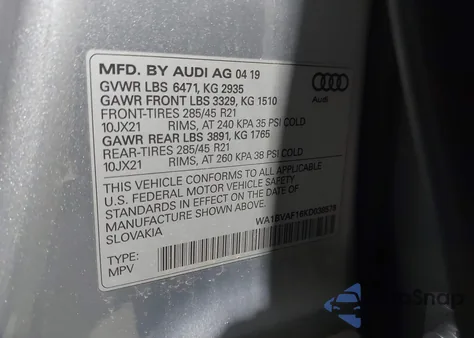 MFD. BY AUDI AG 04 19
GVWR LBS 6471, KG 2935
GAWR FRONT LBS 3329, KG 1510
FRONT-TIRES 285/45 R21
10JX21 RIMS, AT 240 KPA 35 PSI COLD
GAWR REAR LBS 3891, KG 1765
REAR-TIRES 285/45 R21
10JX21 RIMS, AT 260 KPA 38 PSI COLD
THIS VEHICLE CONFORMS TO ALL
U.S. FEDERAL MOTOR VEHICLE SAFETY
STANDARDS IN EFFECT ON THE DATE OF
MANUFACTURE SHOWN ABOVE.
SLOVAKIA
TYPE:
MPV
Audi